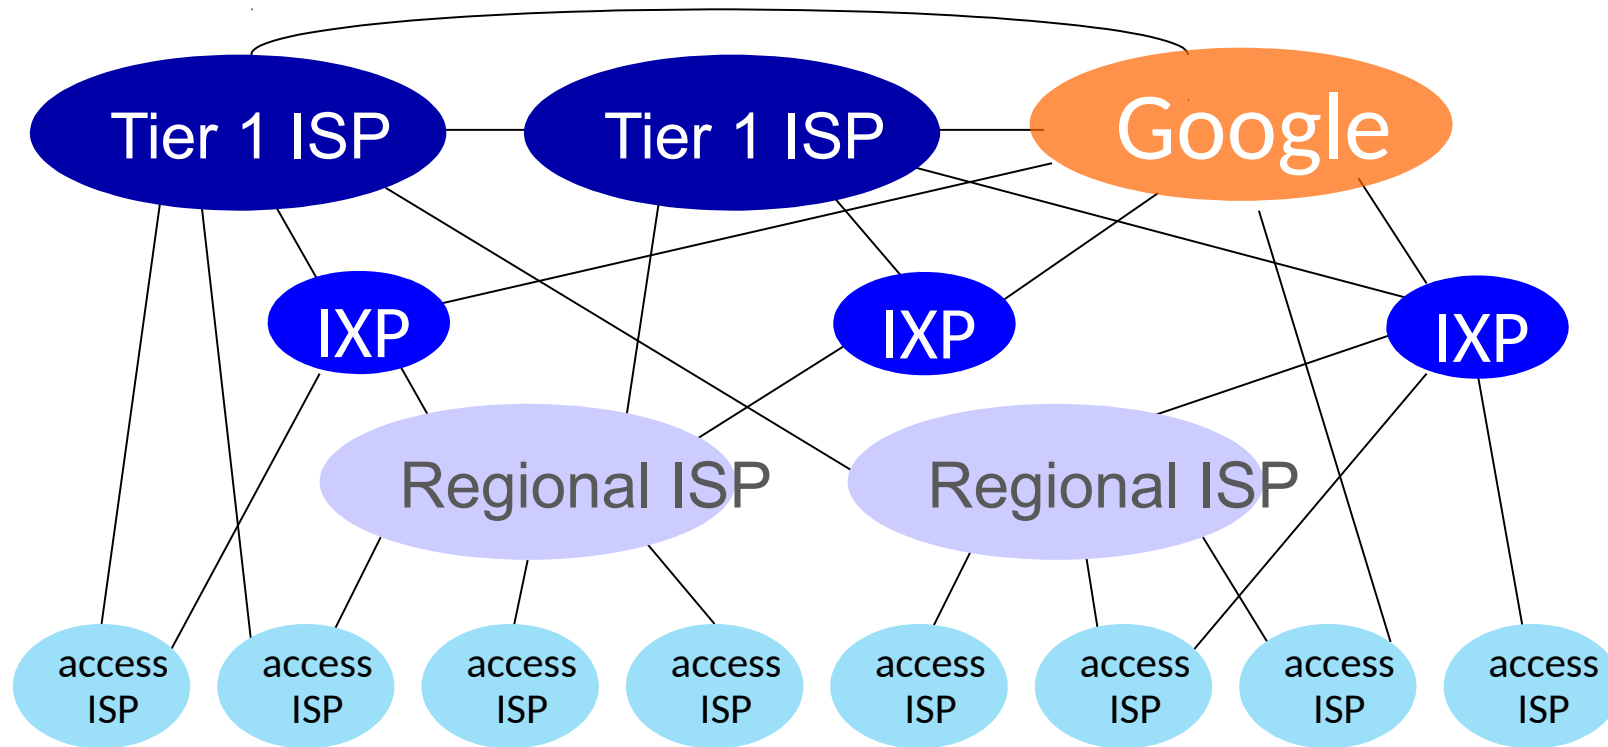 Tier 1 ISP
Tier 1 ISP
Google
IXP
IXP
IXP
Regional ISP
Regional ISP
access
ISP
access
ISP
access
ISP
access
ISP
access
ISP
access
ISP
access
ISP
access
ISP